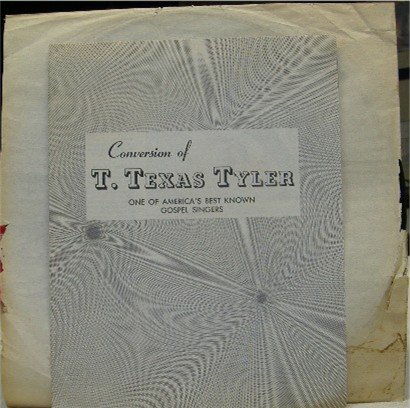 Conversion of
T. TEXAS TYLER
ONE OF AMERICA'S BEST KNOWN
GOSPEL SINGERS